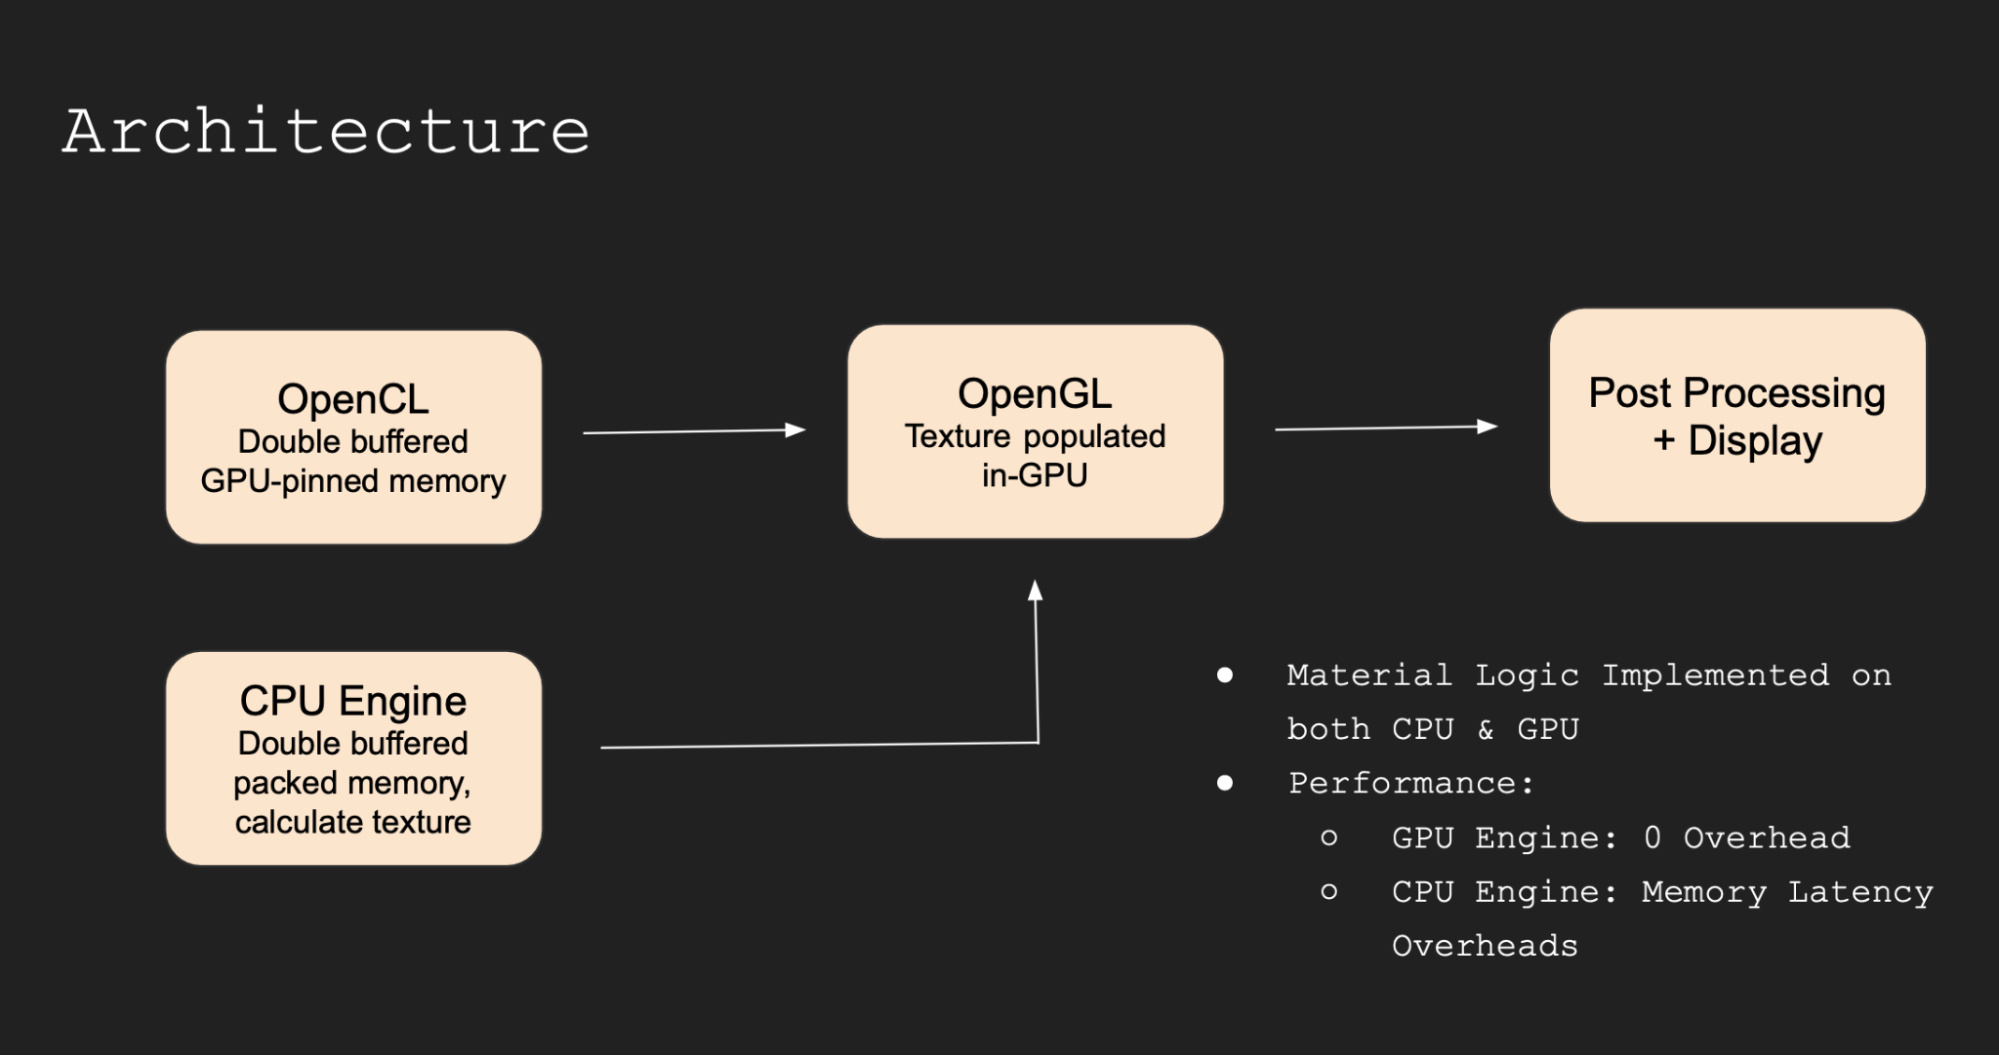 Architecture
OpenCL
Double buffered
GPU-pinned memory
OpenGL
Texture populated
in-GPU
Post Processing
+ Display
CPU Engine
Double buffered
packed memory,
calculate texture
● Material Logic Implemented on
both CPU & GPU
● Performance:
○ GPU Engine: 0 Overhead
○ CPU Engine: Memory Latency
Overheads